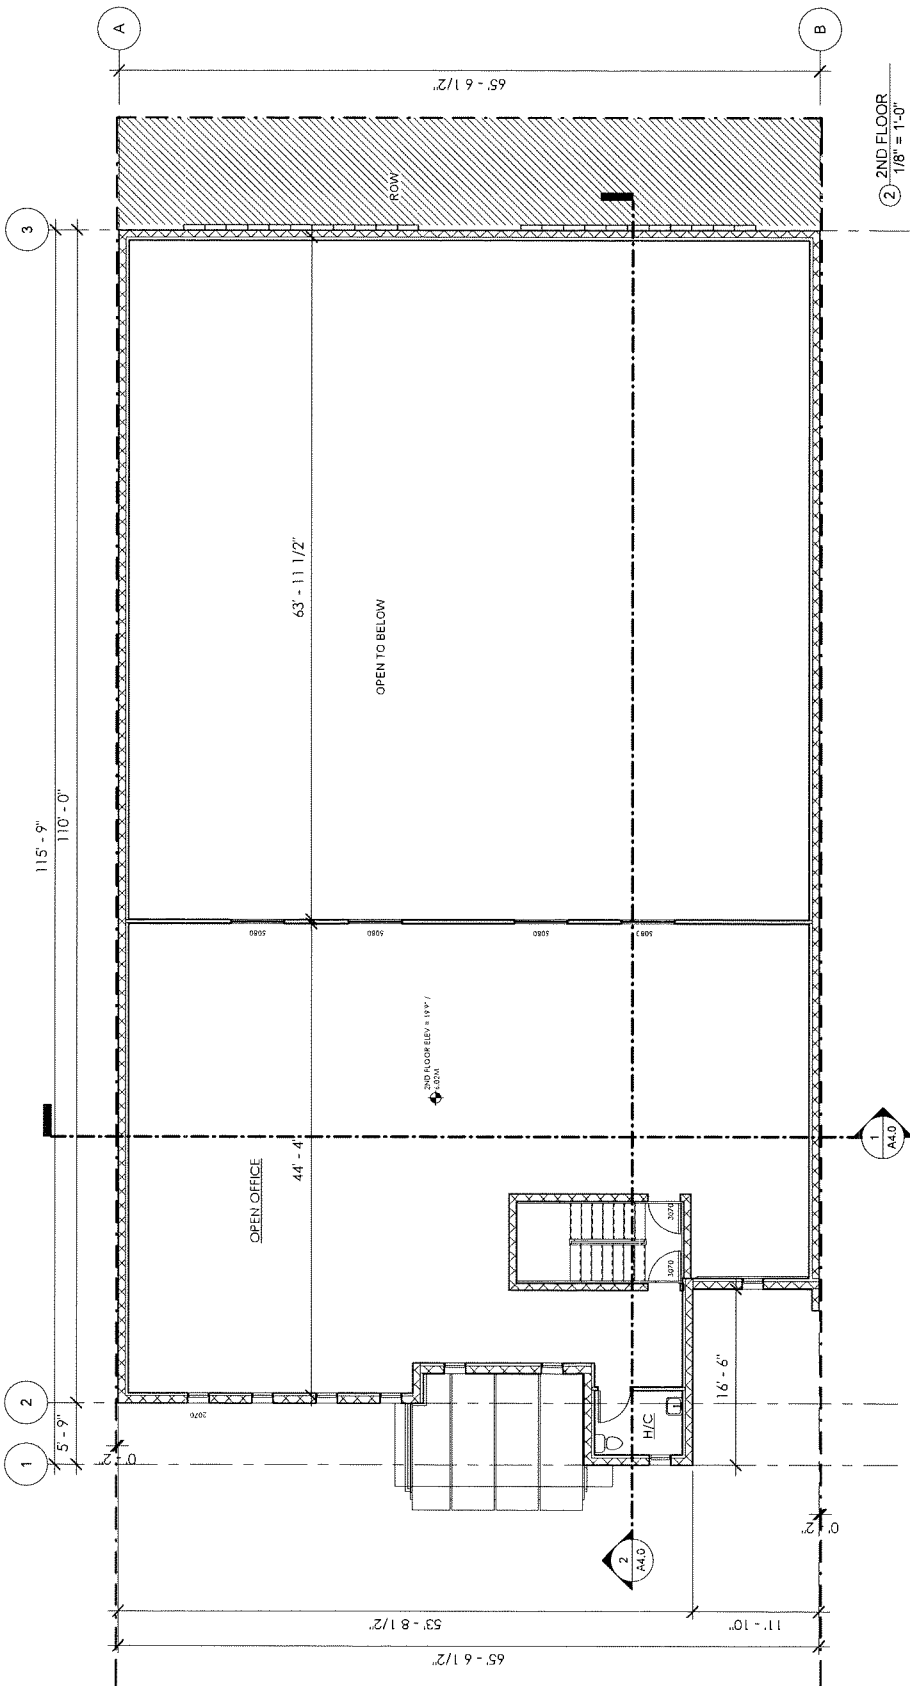 A
B
65' - 6 1/2"
2
2ND FLOOR
1/8" = 1'-0"
ROW
3
115' - 9"
110' - 0"
63' - 11 1/2"
OPEN TO BELOW
5080
5080
5080
2ND FLOOR ELEV = 19'9" /
6.02M
44' - 4"
OPEN OFFICE
1
A4.0
3070
3070
2
5' - 9"
1
2070
0' - 2"
H/C
16' - 6"
2
A4.0
0' - 2"
53' - 8 1/2"
11' - 10"
65' - 6 1/2"